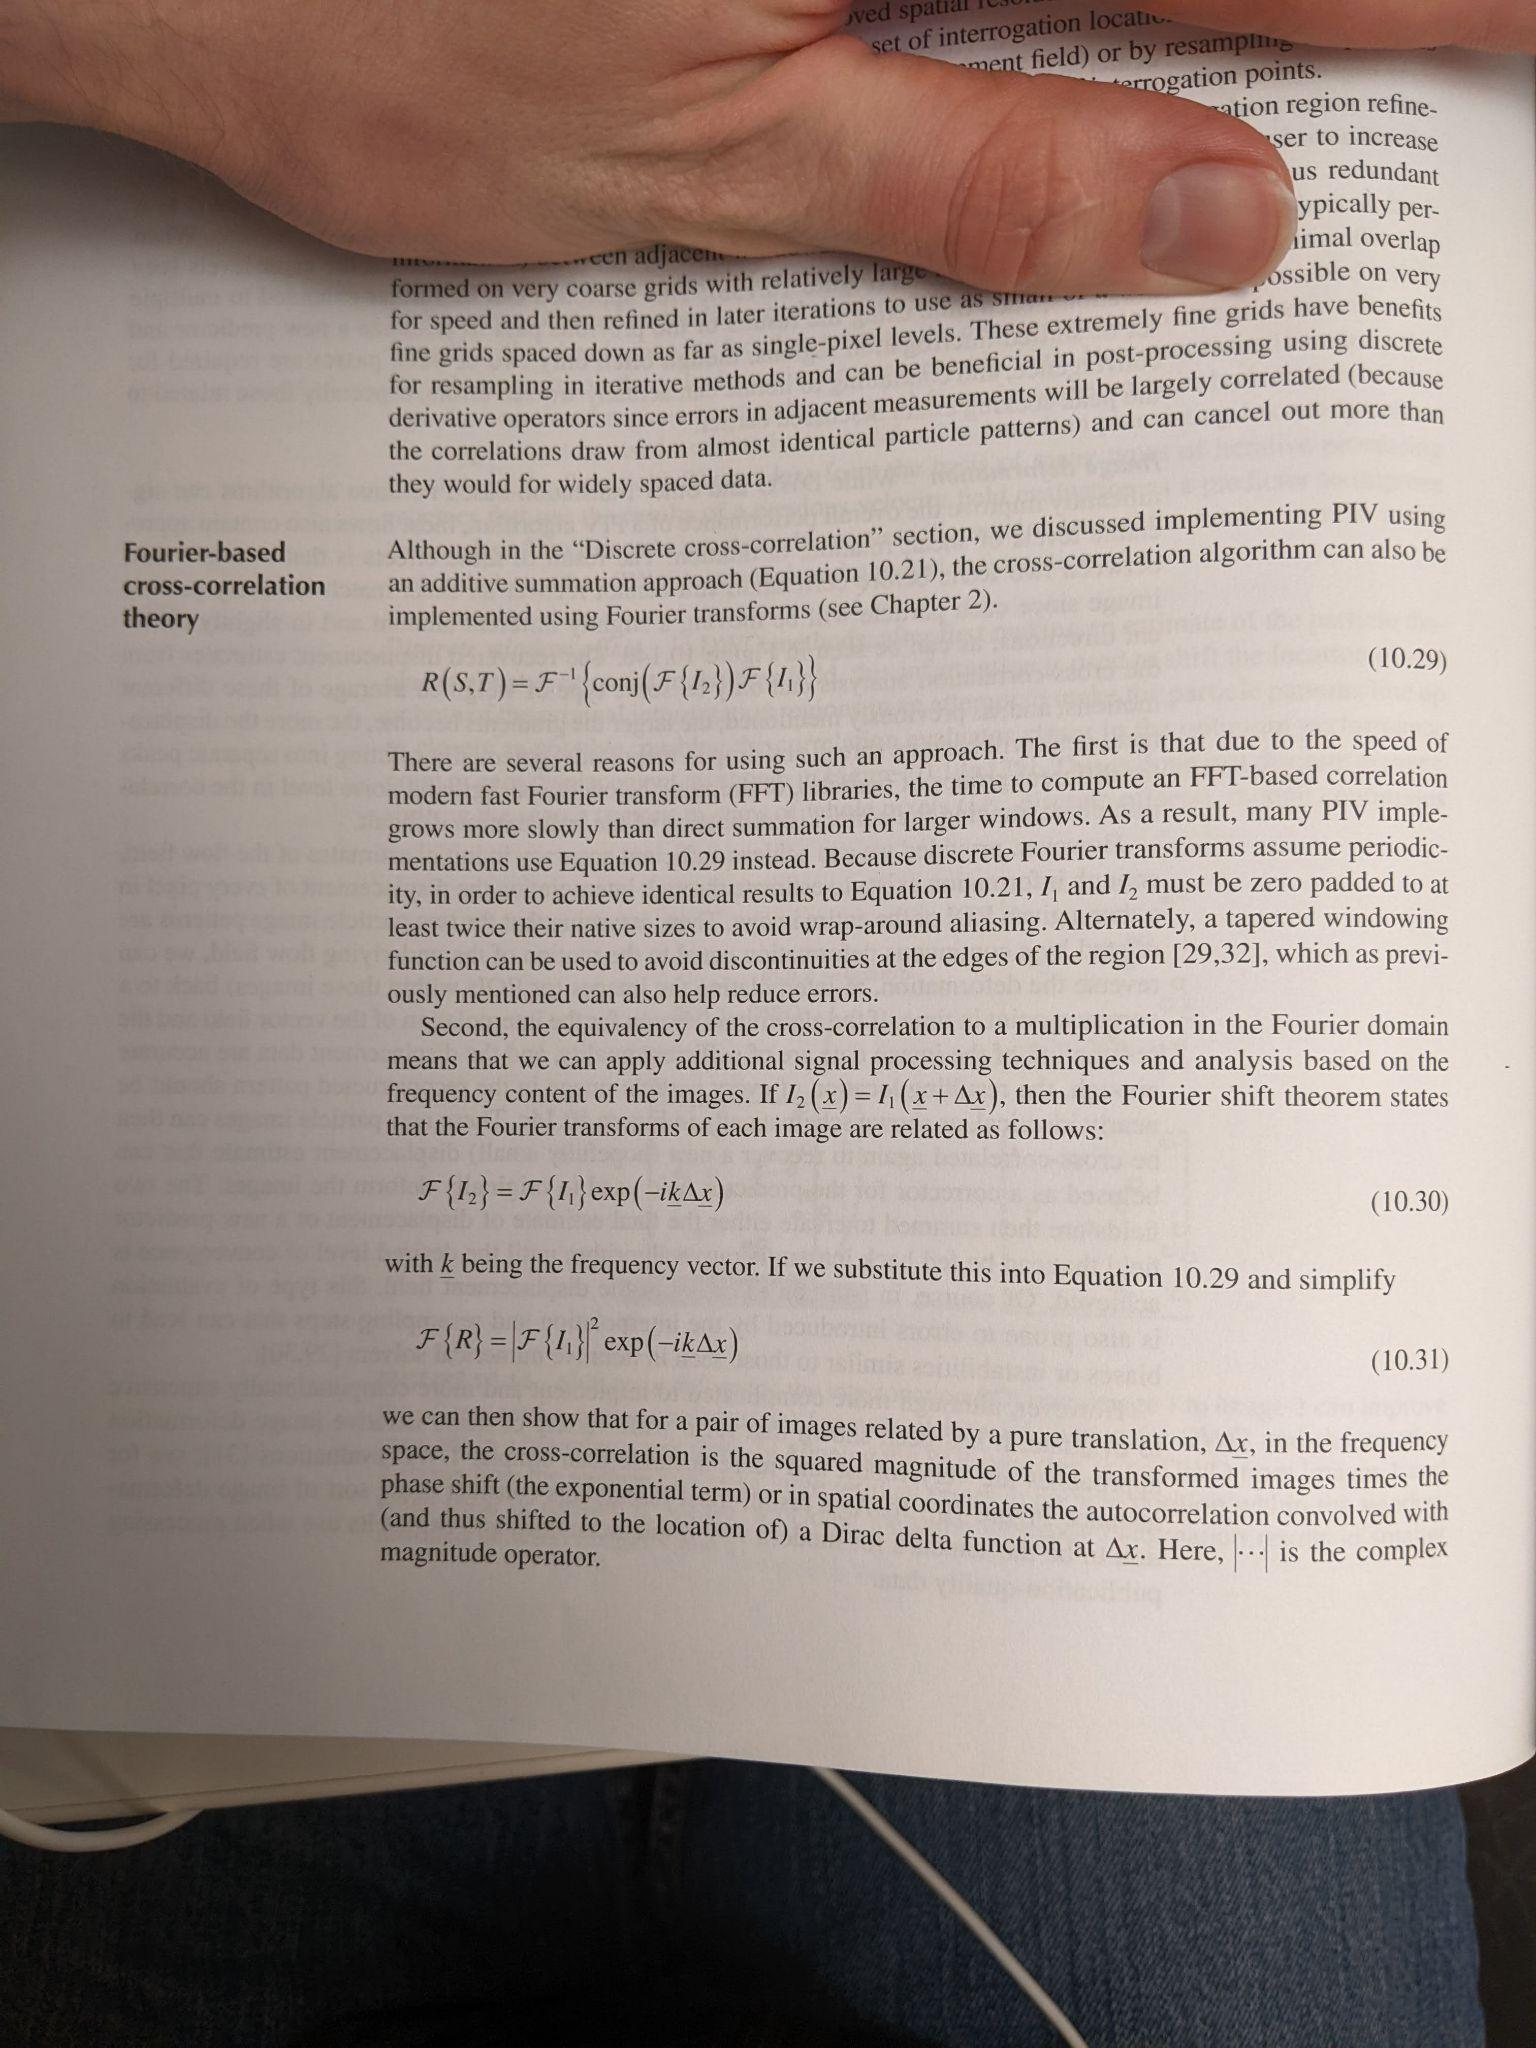 set of interrogation
field) or by resampling
interrogation points.
region refine-
to increase
us redundant
per-
overlap
between adjacent
formed on very coarse grids with relatively large
on very
for speed and then refined in later iterations to use as
fine grids spaced down as far as single-pixel levels. These extremely fine grids have benefits
for resampling in iterative methods and can be beneficial in post-processing using discrete
derivative operators since errors in adjacent measurements will be largely correlated (because
the correlations draw from almost identical particle patterns) and can cancel out more than
they would for widely spaced data.
Fourier-based
cross-correlation
theory
Although in the “Discrete cross-correlation” section, we discussed implementing PIV using
an additive summation approach (Equation 10.21), the cross-correlation algorithm can also be
implemented using Fourier transforms (see Chapter 2).
R(S,T) = ℱ⁻¹{conj(ℱ{I₂})ℱ{I₁}} (10.29)
There are several reasons for using such an approach. The first is that due to the speed of
modern fast Fourier transform (FFT) libraries, the time to compute an FFT-based correlation
grows more slowly than direct summation for larger windows. As a result, many PIV imple-
mentations use Equation 10.29 instead. Because discrete Fourier transforms assume periodic-
ity, in order to achieve identical results to Equation 10.21, I₁ and I₂ must be zero padded to at
least twice their native sizes to avoid wrap-around aliasing. Alternately, a tapered windowing
function can be used to avoid discontinuities at the edges of the region [29,32], which as previ-
ously mentioned can also help reduce errors.
Second, the equivalency of the cross-correlation to a multiplication in the Fourier domain
means that we can apply additional signal processing techniques and analysis based on the
frequency content of the images. If I₂(x̲) = I₁(x̲ + Δx̲), then the Fourier shift theorem states
that the Fourier transforms of each image are related as follows:
ℱ{I₂} = ℱ{I₁}exp(−ik̲Δx̲) (10.30)
with k̲ being the frequency vector. If we substitute this into Equation 10.29 and simplify
ℱ{R} = |ℱ{I₁}|² exp(−ik̲Δx̲) (10.31)
we can then show that for a pair of images related by a pure translation, Δx̲, in the frequency
space, the cross-correlation is the squared magnitude of the transformed images times the
phase shift (the exponential term) or in spatial coordinates the autocorrelation convolved with
(and thus shifted to the location of) a Dirac delta function at Δx̲. Here, |⋯| is the complex
magnitude operator.